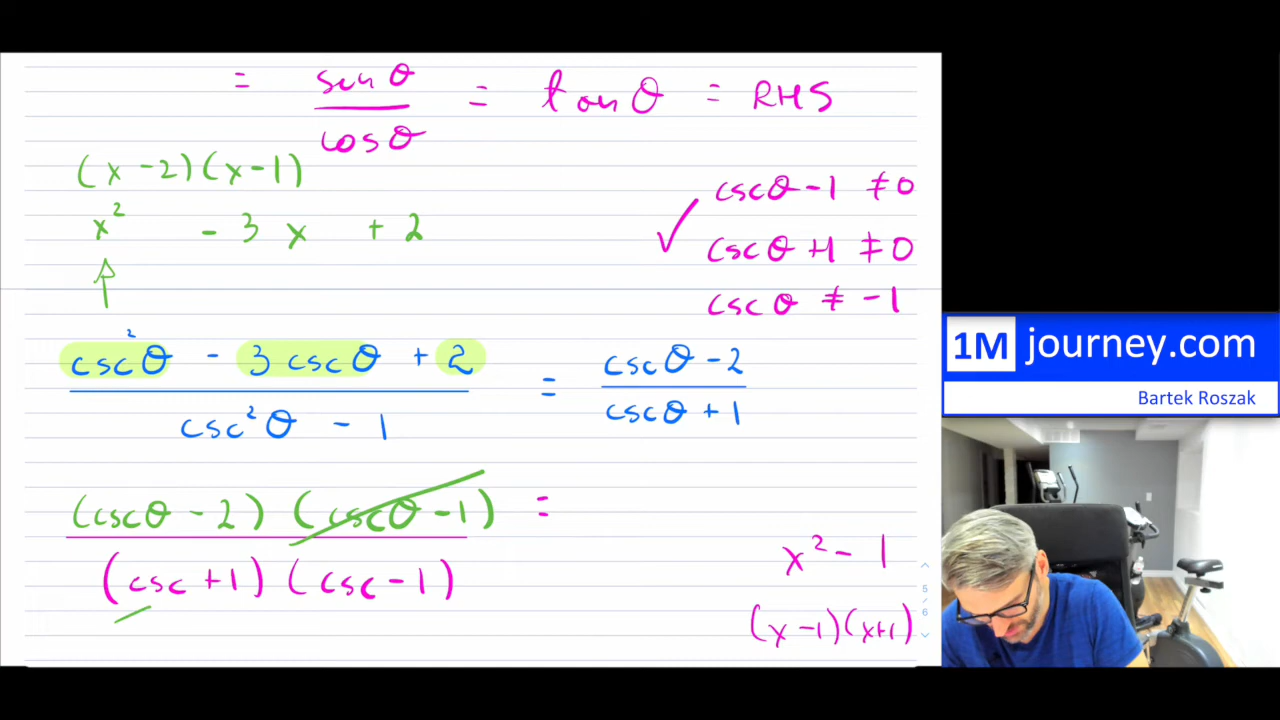 = sin θ / cos θ = tan θ = RHS
(x - 2)(x - 1)
x² - 3x + 2
cscθ - 1 ≠ 0
✓ cscθ + 1 ≠ 0
cscθ ≠ -1
csc²θ - 3 cscθ + 2 / csc²θ - 1 = cscθ - 2 / cscθ + 1
(cscθ - 2)(cscθ - 1) / (csc + 1)(csc - 1) =
x² - 1
(x - 1)(x + 1)
5 / 6
1M journey.com
Bartek Roszak